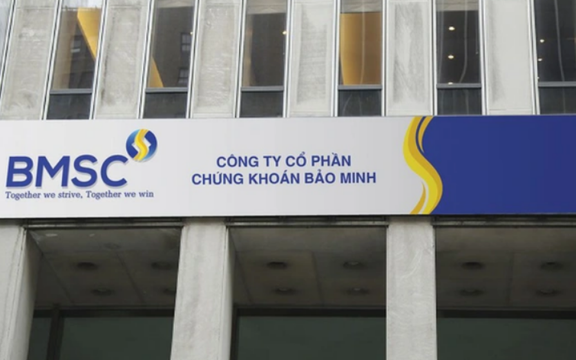 BMSC
Together we strive, Together we win
CÔNG TY CỔ PHẦN
CHỨNG KHOÁN BẢO MINH